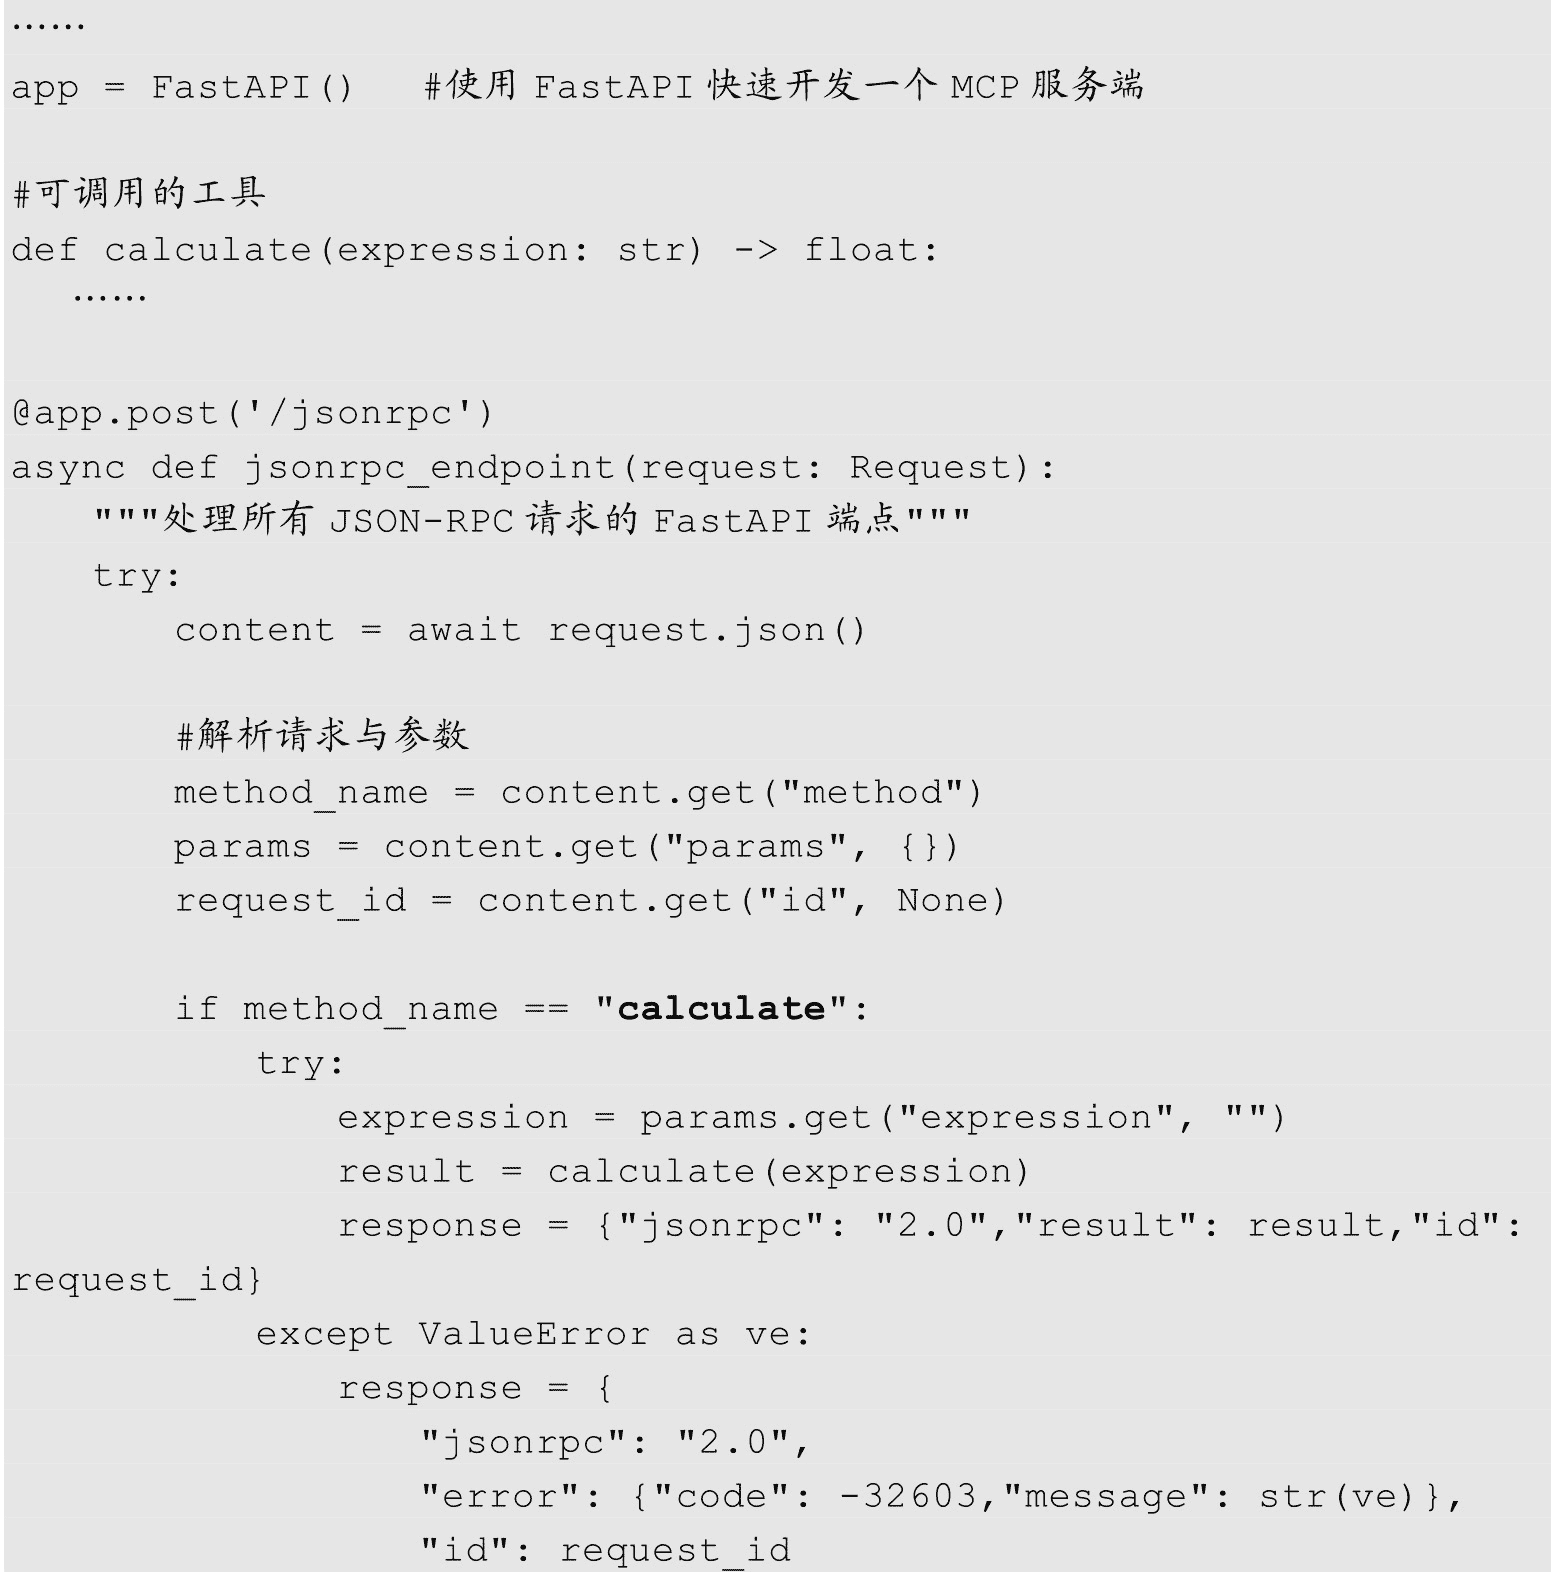 ……
app = FastAPI()   #使用 FastAPI 快速开发一个 MCP 服务端
#可调用的工具
def calculate(expression: str) -> float:
   ……
@app.post('/jsonrpc')
async def jsonrpc_endpoint(request: Request):
    """处理所有 JSON-RPC 请求的 FastAPI 端点"""
    try:
        content = await request.json()
        #解析请求与参数
        method_name = content.get("method")
        params = content.get("params", {})
        request_id = content.get("id", None)
        if method_name == "calculate":
            try:
                expression = params.get("expression", "")
                result = calculate(expression)
                response = {"jsonrpc": "2.0","result": result,"id":
request_id}
            except ValueError as ve:
                response = {
                    "jsonrpc": "2.0",
                    "error": {"code": -32603,"message": str(ve)},
                    "id": request_id